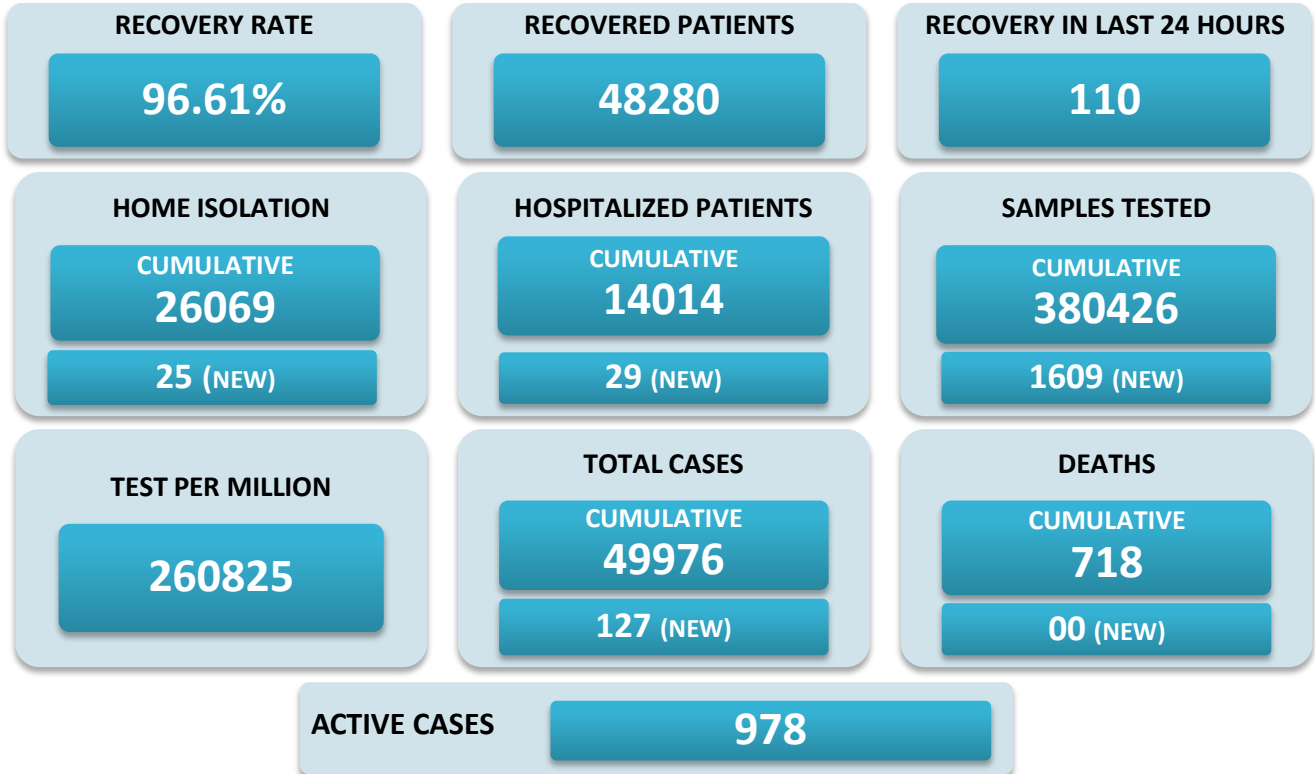 RECOVERY RATE
96.61%
RECOVERED PATIENTS
48280
RECOVERY IN LAST 24 HOURS
110
HOME ISOLATION
CUMULATIVE
26069
25 (NEW)
HOSPITALIZED PATIENTS
CUMULATIVE
14014
29 (NEW)
SAMPLES TESTED
CUMULATIVE
380426
1609 (NEW)
TEST PER MILLION
260825
TOTAL CASES
CUMULATIVE
49976
127 (NEW)
DEATHS
CUMULATIVE
718
00 (NEW)
ACTIVE CASES
978